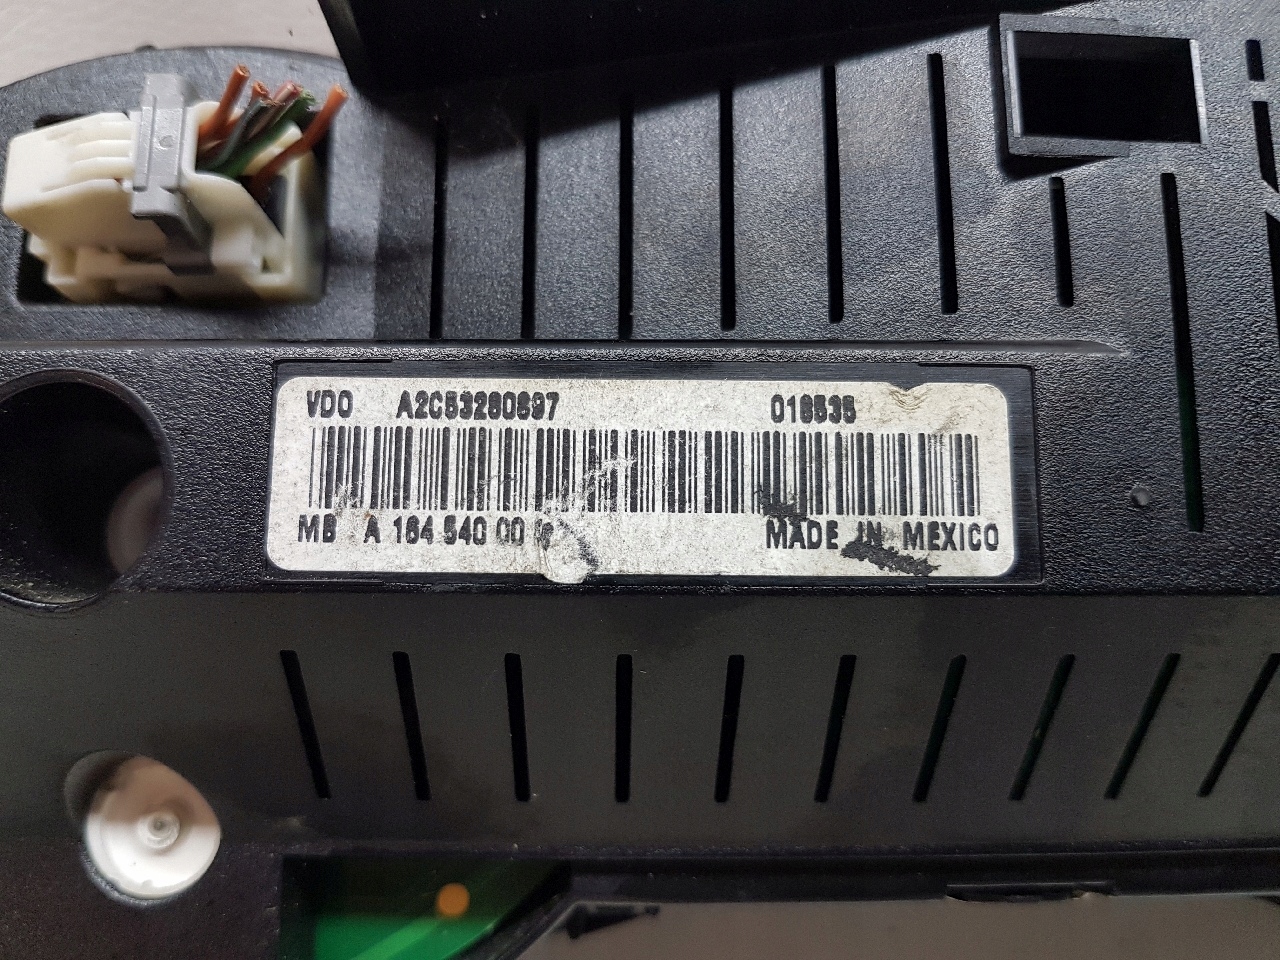 VDO A2C53280897 016535
MB A 164 540 00 MADE IN MEXICO